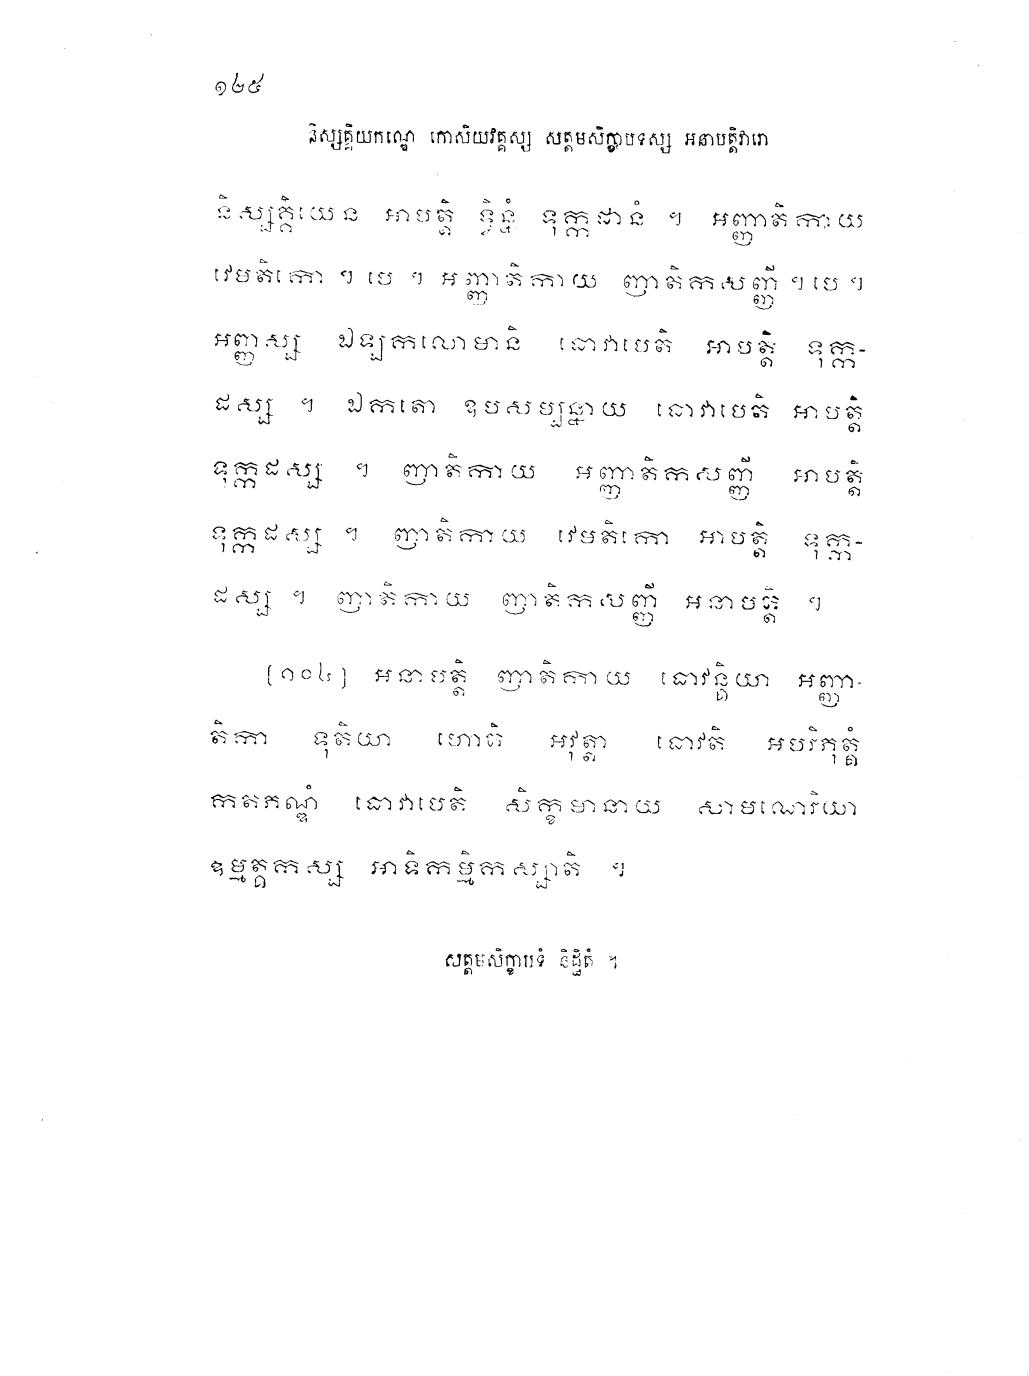 ១២៥
និស្សគ្គិយកណ្ឌេ កោសិយវគ្គស្ស សត្តមសិក្ខាបទស្ស អនាបត្តិវារោ
និស្សគ្គិយេន អាបត្តិ ទ្វិន្នំ ទុក្កដានំ ។ អញ្ញាតិកាយ
វេមតិកោ ។ បេ ។ អញ្ញាតិកាយ ញាតិកសញ្ញី ។ បេ ។
អញ្ញស្ស ឯឡកលោមានិ ធោវាបេតិ អាបត្តិ ទុក្ក-
ដស្ស ។ ឯកតោ ឧបសម្បន្នាយ ធោវាបេតិ អាបត្តិ
ទុក្កដស្ស ។ ញាតិកាយ អញ្ញាតិកសញ្ញី អាបត្តិ
ទុក្កដស្ស ។ ញាតិកាយ វេមតិកោ អាបត្តិ ទុក្ក-
ដស្ស ។ ញាតិកាយ ញាតិកសញ្ញី អនាបត្តិ ។
[១០៤] អនាបត្តិ ញាតិកាយ ធោវន្តិយា អញ្ញា-
តិកា ទុតិយា ហោតិ អវុត្តា ធោវតិ អបរិភុត្តំ
កតភណ្ឌំ ធោវាបេតិ សិក្ខមានាយ សាមណេរិយា
ឧម្មត្តកស្ស អាទិកម្មិកស្សាតិ ។
សត្តមសិក្ខាបទំ និដ្ឋិតំ ។